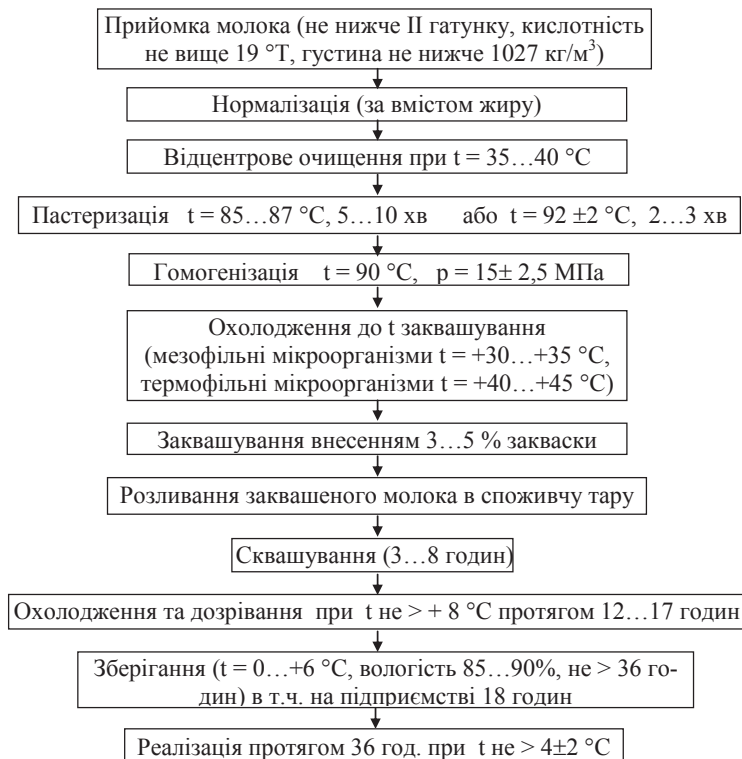 Прийомка молока (не нижче II гатунку, кислотність
не вище 19 °Т, густина не нижче 1027 кг/м³)
Нормалізація (за вмістом жиру)
Відцентрове очищення при t = 35…40 °С
Пастеризація t = 85…87 °С, 5…10 хв або t = 92 ±2 °С, 2…3 хв
Гомогенізація t = 90 °С, р = 15± 2,5 МПа
Охолодження до t заквашування
(мезофільні мікроорганізми t = +30…+35 °С,
термофільні мікроорганізми t = +40…+45 °С)
Заквашування внесенням 3…5 % закваски
Розливання заквашеного молока в споживчу тару
Сквашування (3…8 годин)
Охолодження та дозрівання при t не > + 8 °С протягом 12…17 годин
Зберігання (t = 0…+6 °С, вологість 85…90%, не > 36 го-
дин) в т.ч. на підприємстві 18 годин
Реалізація протягом 36 год. при t не > 4±2 °С